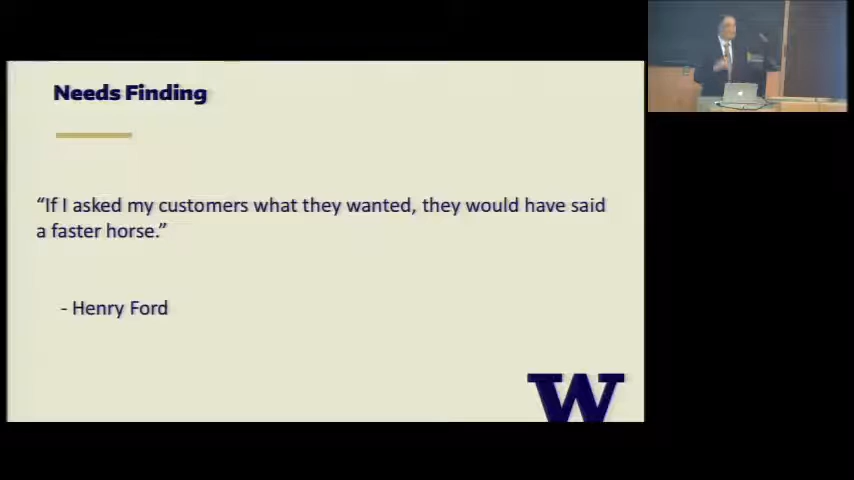 Needs Finding
“If I asked my customers what they wanted, they would have said
a faster horse.”
- Henry Ford
W